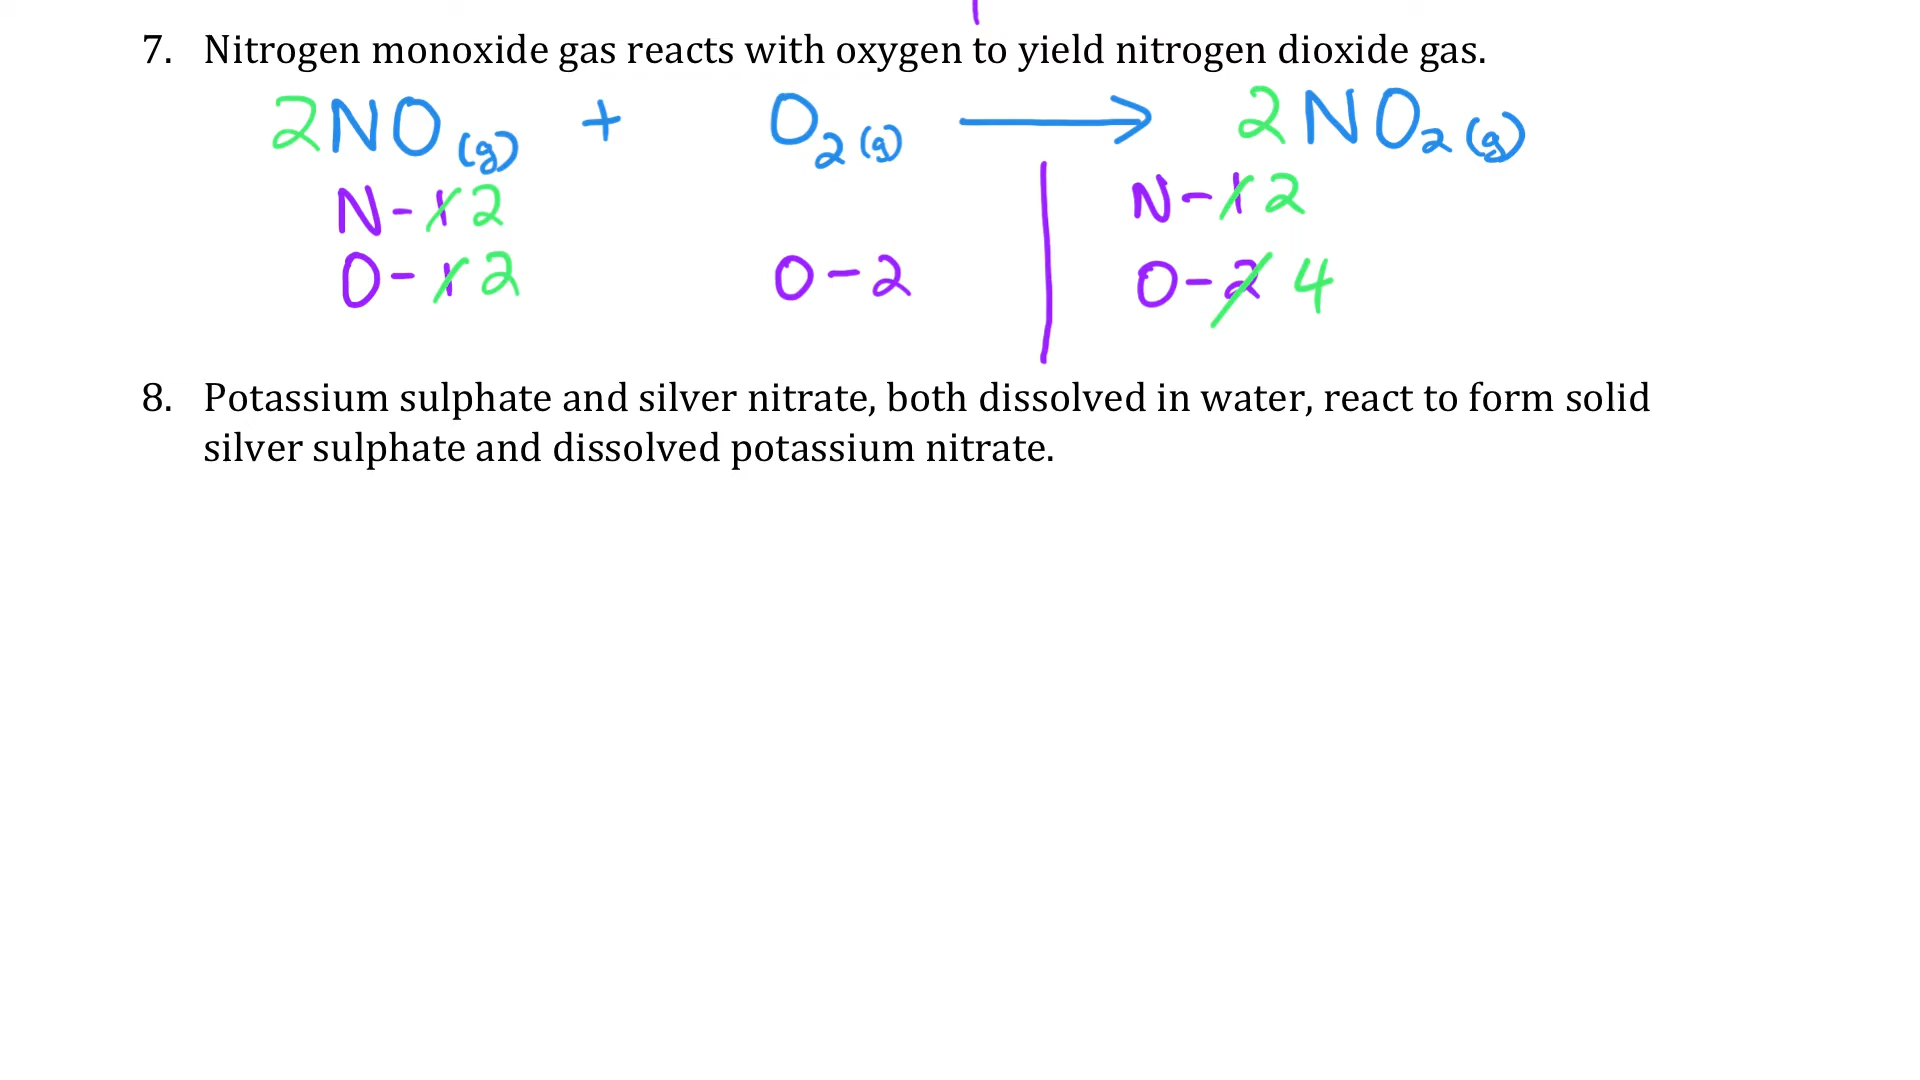 7. Nitrogen monoxide gas reacts with oxygen to yield nitrogen dioxide gas.
2NO(g) + O2(g) → 2NO2(g)
N-1 2 N-1 2
O-1 2 O-2 O-2 4
8. Potassium sulphate and silver nitrate, both dissolved in water, react to form solid
silver sulphate and dissolved potassium nitrate.